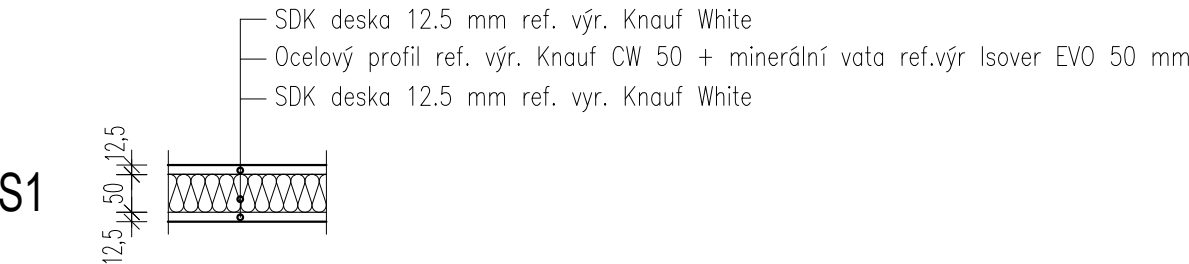 SDK deska 12.5 mm ref. výr. Knauf White
Ocelový profil ref. výr. Knauf CW 50 + minerální vata ref.výr Isover EVO 50 mm
SDK deska 12.5 mm ref. vyr. Knauf White
S1
12,5
50
12,5